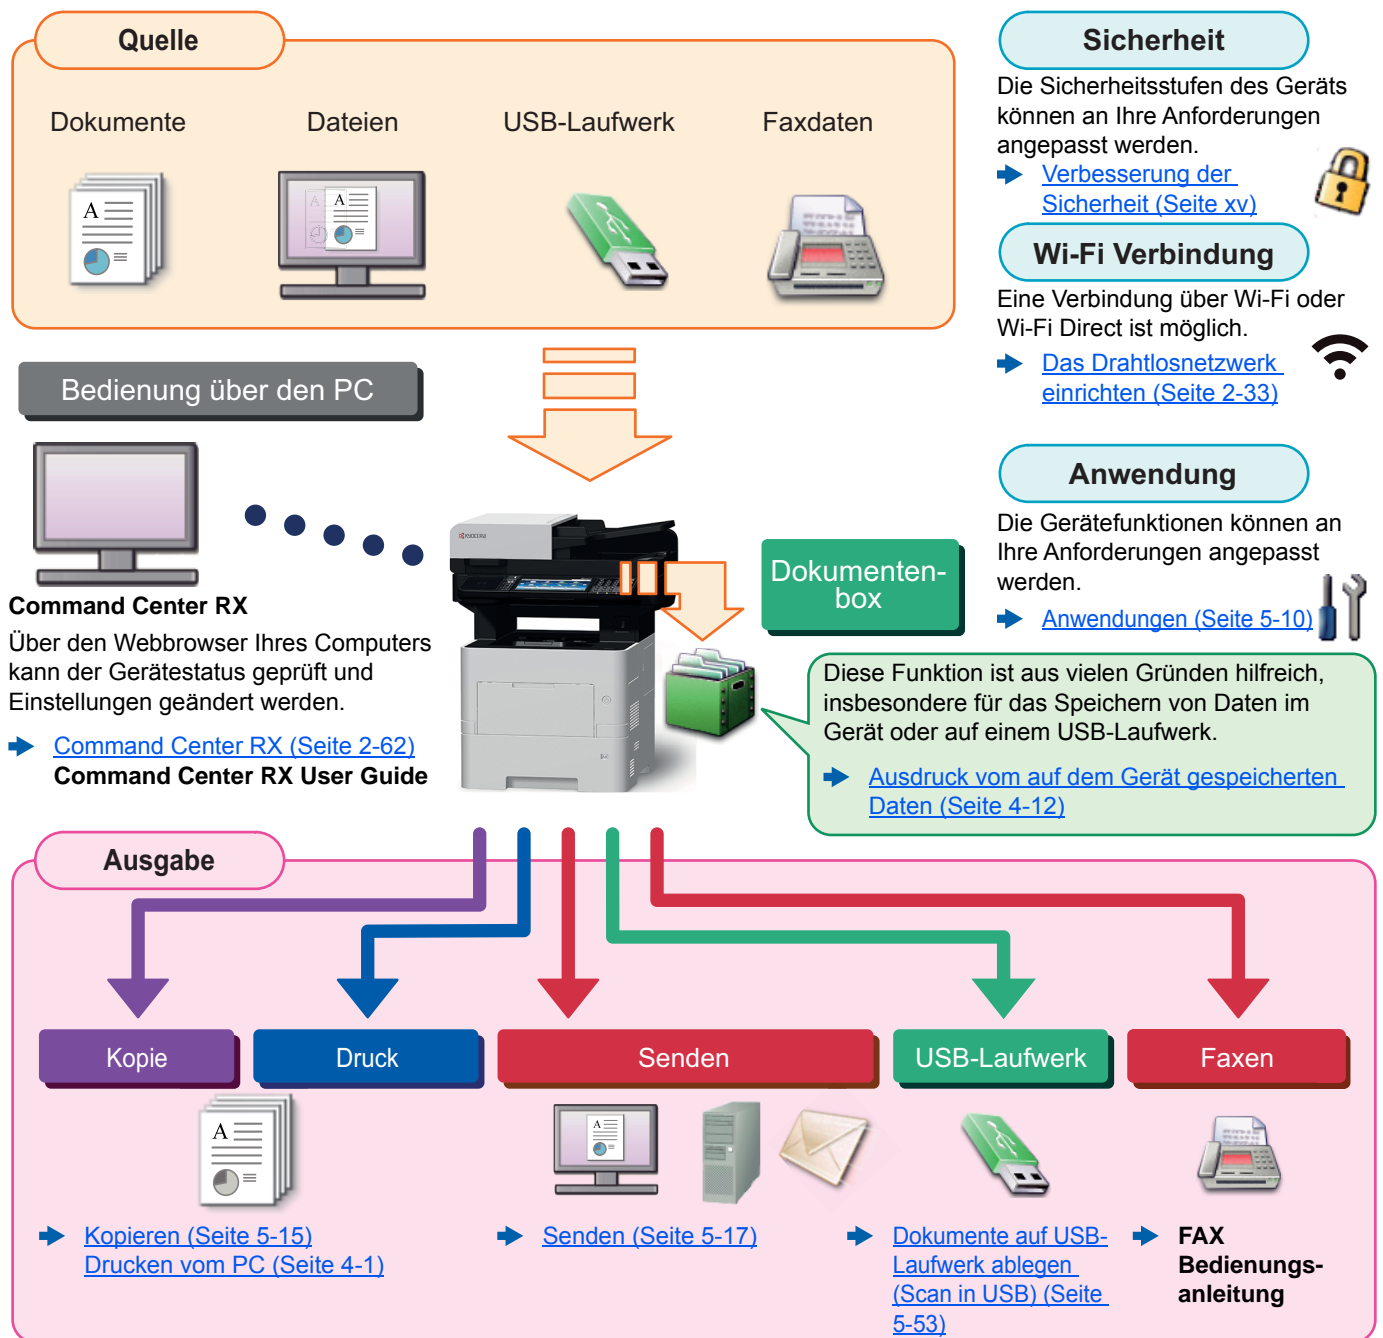 Quelle
Dokumente
Dateien
USB-Laufwerk
Faxdaten
A
A
Sicherheit
Die Sicherheitsstufen des Geräts
können an Ihre Anforderungen
angepasst werden.
Verbesserung der
Sicherheit (Seite xv)
Wi-Fi Verbindung
Eine Verbindung über Wi-Fi oder
Wi-Fi Direct ist möglich.
Das Drahtlosnetzwerk
einrichten (Seite 2-33)
Anwendung
Die Gerätefunktionen können an
Ihre Anforderungen angepasst
werden.
Anwendungen (Seite 5-10)
Bedienung über den PC
Command Center RX
Über den Webbrowser Ihres Computers
kann der Gerätestatus geprüft und
Einstellungen geändert werden.
Command Center RX (Seite 2-62)
Command Center RX User Guide
KYOCERA
Dokumenten-
box
Diese Funktion ist aus vielen Gründen hilfreich,
insbesondere für das Speichern von Daten im
Gerät oder auf einem USB-Laufwerk.
Ausdruck vom auf dem Gerät gespeicherten
Daten (Seite 4-12)
Ausgabe
Kopie
Druck
Senden
USB-Laufwerk
Faxen
A
A
Kopieren (Seite 5-15)
Drucken vom PC (Seite 4-1)
Senden (Seite 5-17)
Dokumente auf USB-
Laufwerk ablegen
(Scan in USB) (Seite
5-53)
FAX
Bedienungs-
anleitung